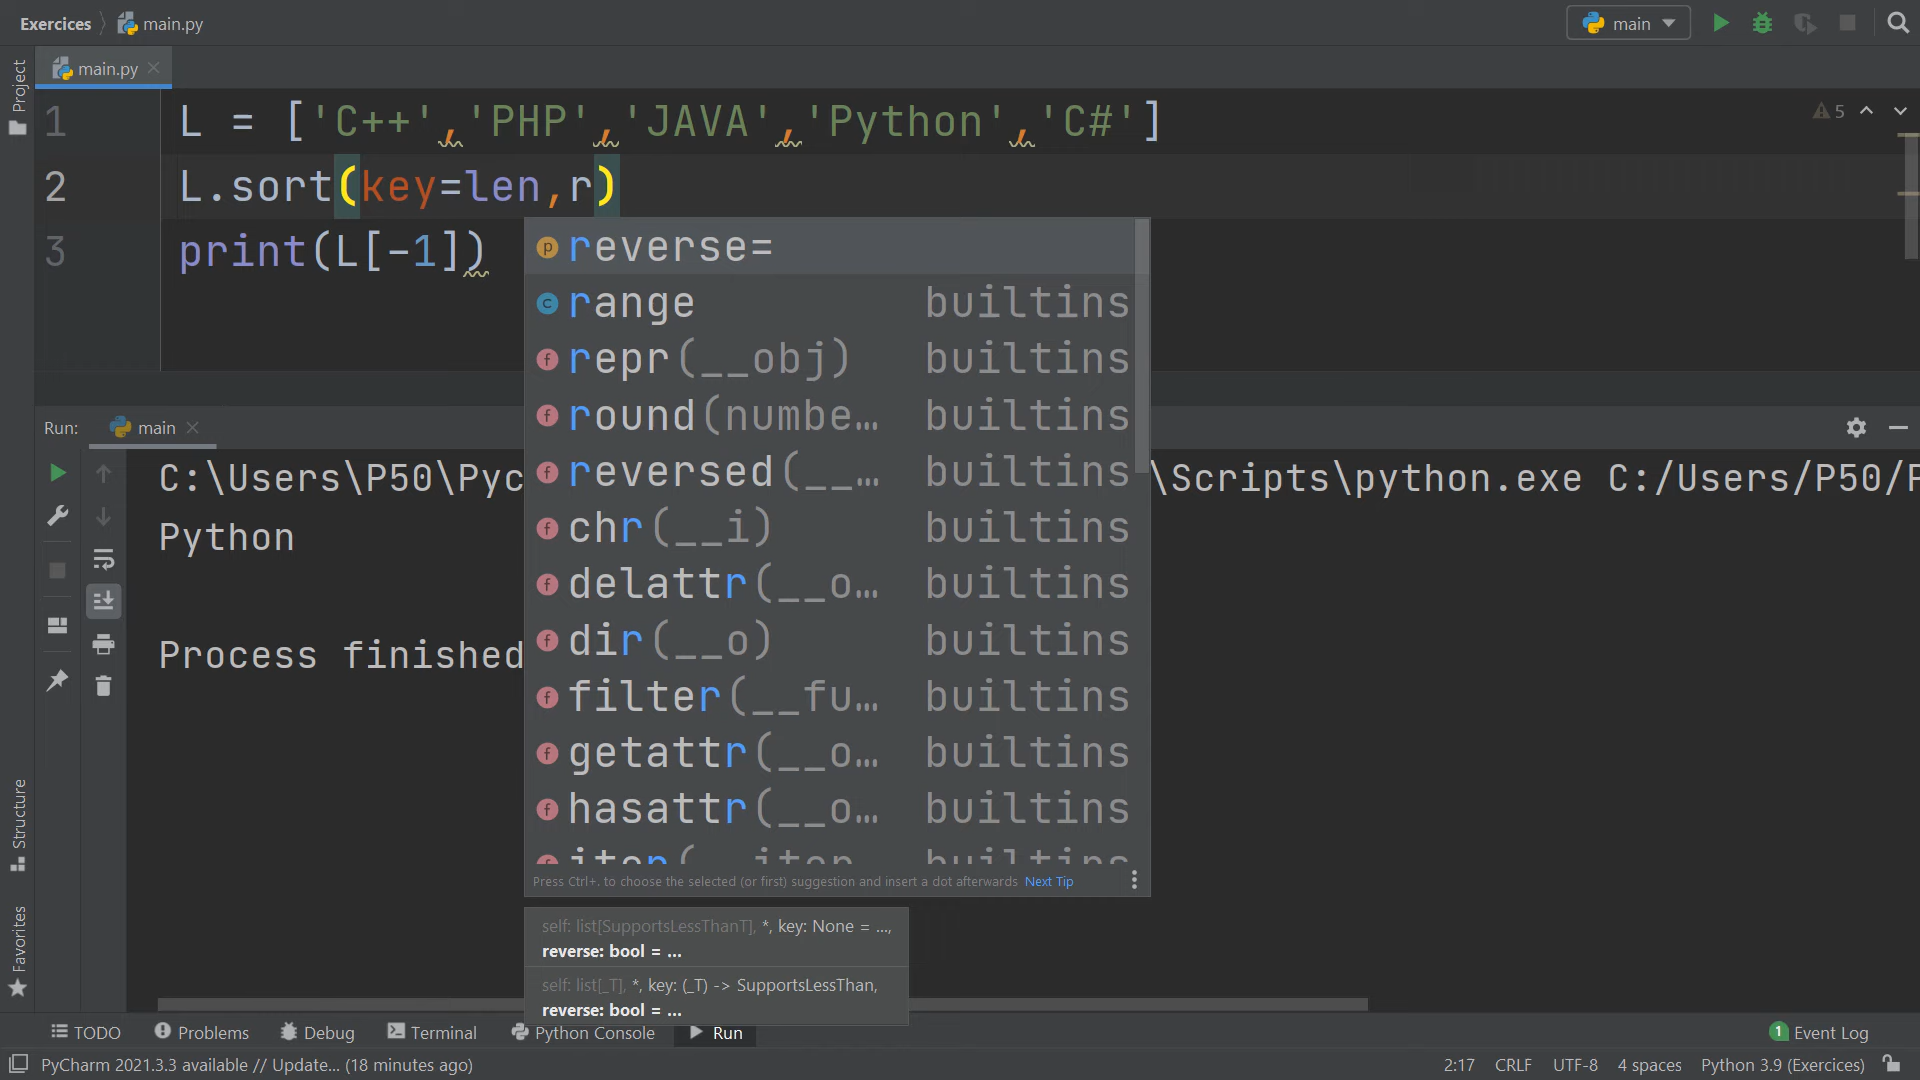 Exercices main.py
main
Project
main.py
1 L = ['C++','PHP','JAVA','Python','C#']
5
2 L.sort(key=len,r)
3 print(L[-1])
reverse=
range builtins
repr(__obj) builtins
round(numbe... builtins
reversed(__... builtins
chr(__i) builtins
delattr(__o... builtins
dir(__o) builtins
filter(__fu... builtins
getattr(__o... builtins
hasattr(__o... builtins
Press Ctrl+. to choose the selected (or first) suggestion and insert a dot afterwards Next Tip
self: list[SupportsLessThanT], *, key: None = ...,
reverse: bool = ...
self: list[_T], *, key: (_T) -> SupportsLessThan,
reverse: bool = ...
Run: main
C:\Users\P50\Pyc \Scripts\python.exe C:/Users/P50/P
Python
Process finished
Structure
Favorites
TODO Problems Debug Terminal Python Console Run 1 Event Log
PyCharm 2021.3.3 available // Update... (18 minutes ago) 2:17 CRLF UTF-8 4 spaces Python 3.9 (Exercices)